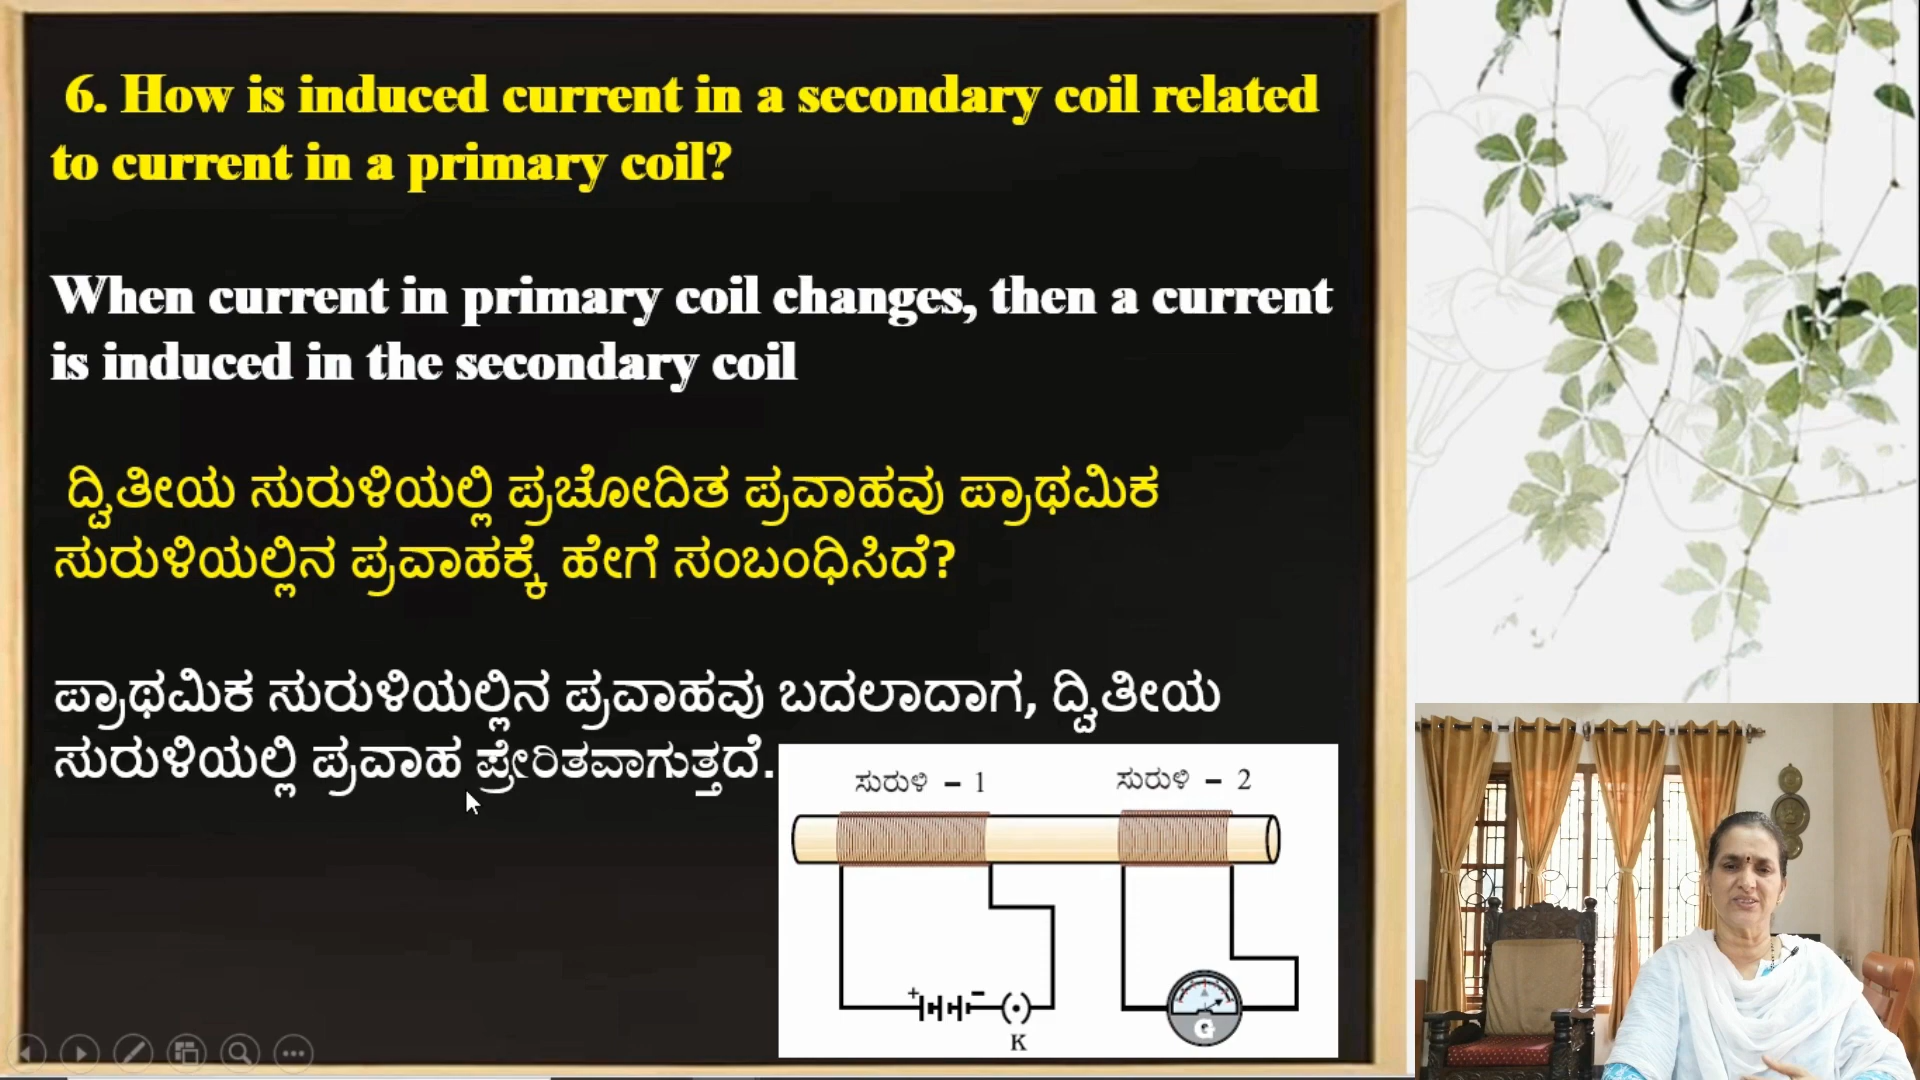 6. How is induced current in a secondary coil related
to current in a primary coil?
When current in primary coil changes, then a current
is induced in the secondary coil
ದ್ವಿತೀಯ ಸುರುಳಿಯಲ್ಲಿ ಪ್ರಚೋದಿತ ಪ್ರವಾಹವು ಪ್ರಾಥಮಿಕ
ಸುರುಳಿಯಲ್ಲಿನ ಪ್ರವಾಹಕ್ಕೆ ಹೇಗೆ ಸಂಬಂಧಿಸಿದೆ?
ಪ್ರಾಥಮಿಕ ಸುರುಳಿಯಲ್ಲಿನ ಪ್ರವಾಹವು ಬದಲಾದಾಗ, ದ್ವಿತೀಯ
ಸುರುಳಿಯಲ್ಲಿ ಪ್ರವಾಹ ಪ್ರೇರಿತವಾಗುತ್ತದೆ.
ಸುರುಳಿ – 1
ಸುರುಳಿ – 2
+ –
K
G